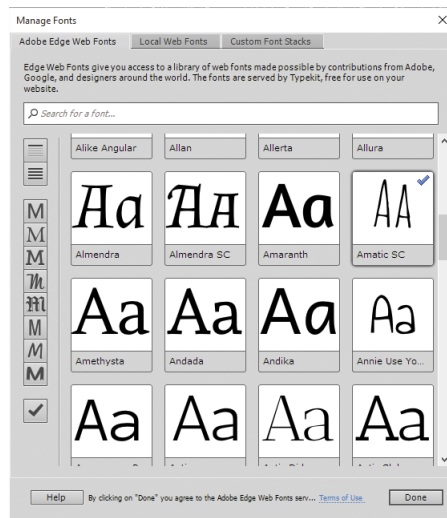 Manage Fonts
Adobe Edge Web Fonts
Local Web Fonts
Custom Font Stacks
Edge Web Fonts give you access to a library of web fonts made possible by contributions from Adobe,
Google, and designers around the world. The fonts are served by Typekit, free for use on your
website.
Search for a font...
Alike Angular
Allan
Allerta
Allura
Aa
AA
Aa
AA
Almendra
Almendra SC
Amaranth
Amatic SC
Aa
Aa
Aa
Aa
Amethysta
Andada
Andika
Annie Use Yo...
Aa
Aa
Aa
Aa
M
M
M
M
M
M
M
M
Help
By clicking on "Done" you agree to the Adobe Edge Web Fonts serv...
Terms of Use
Done